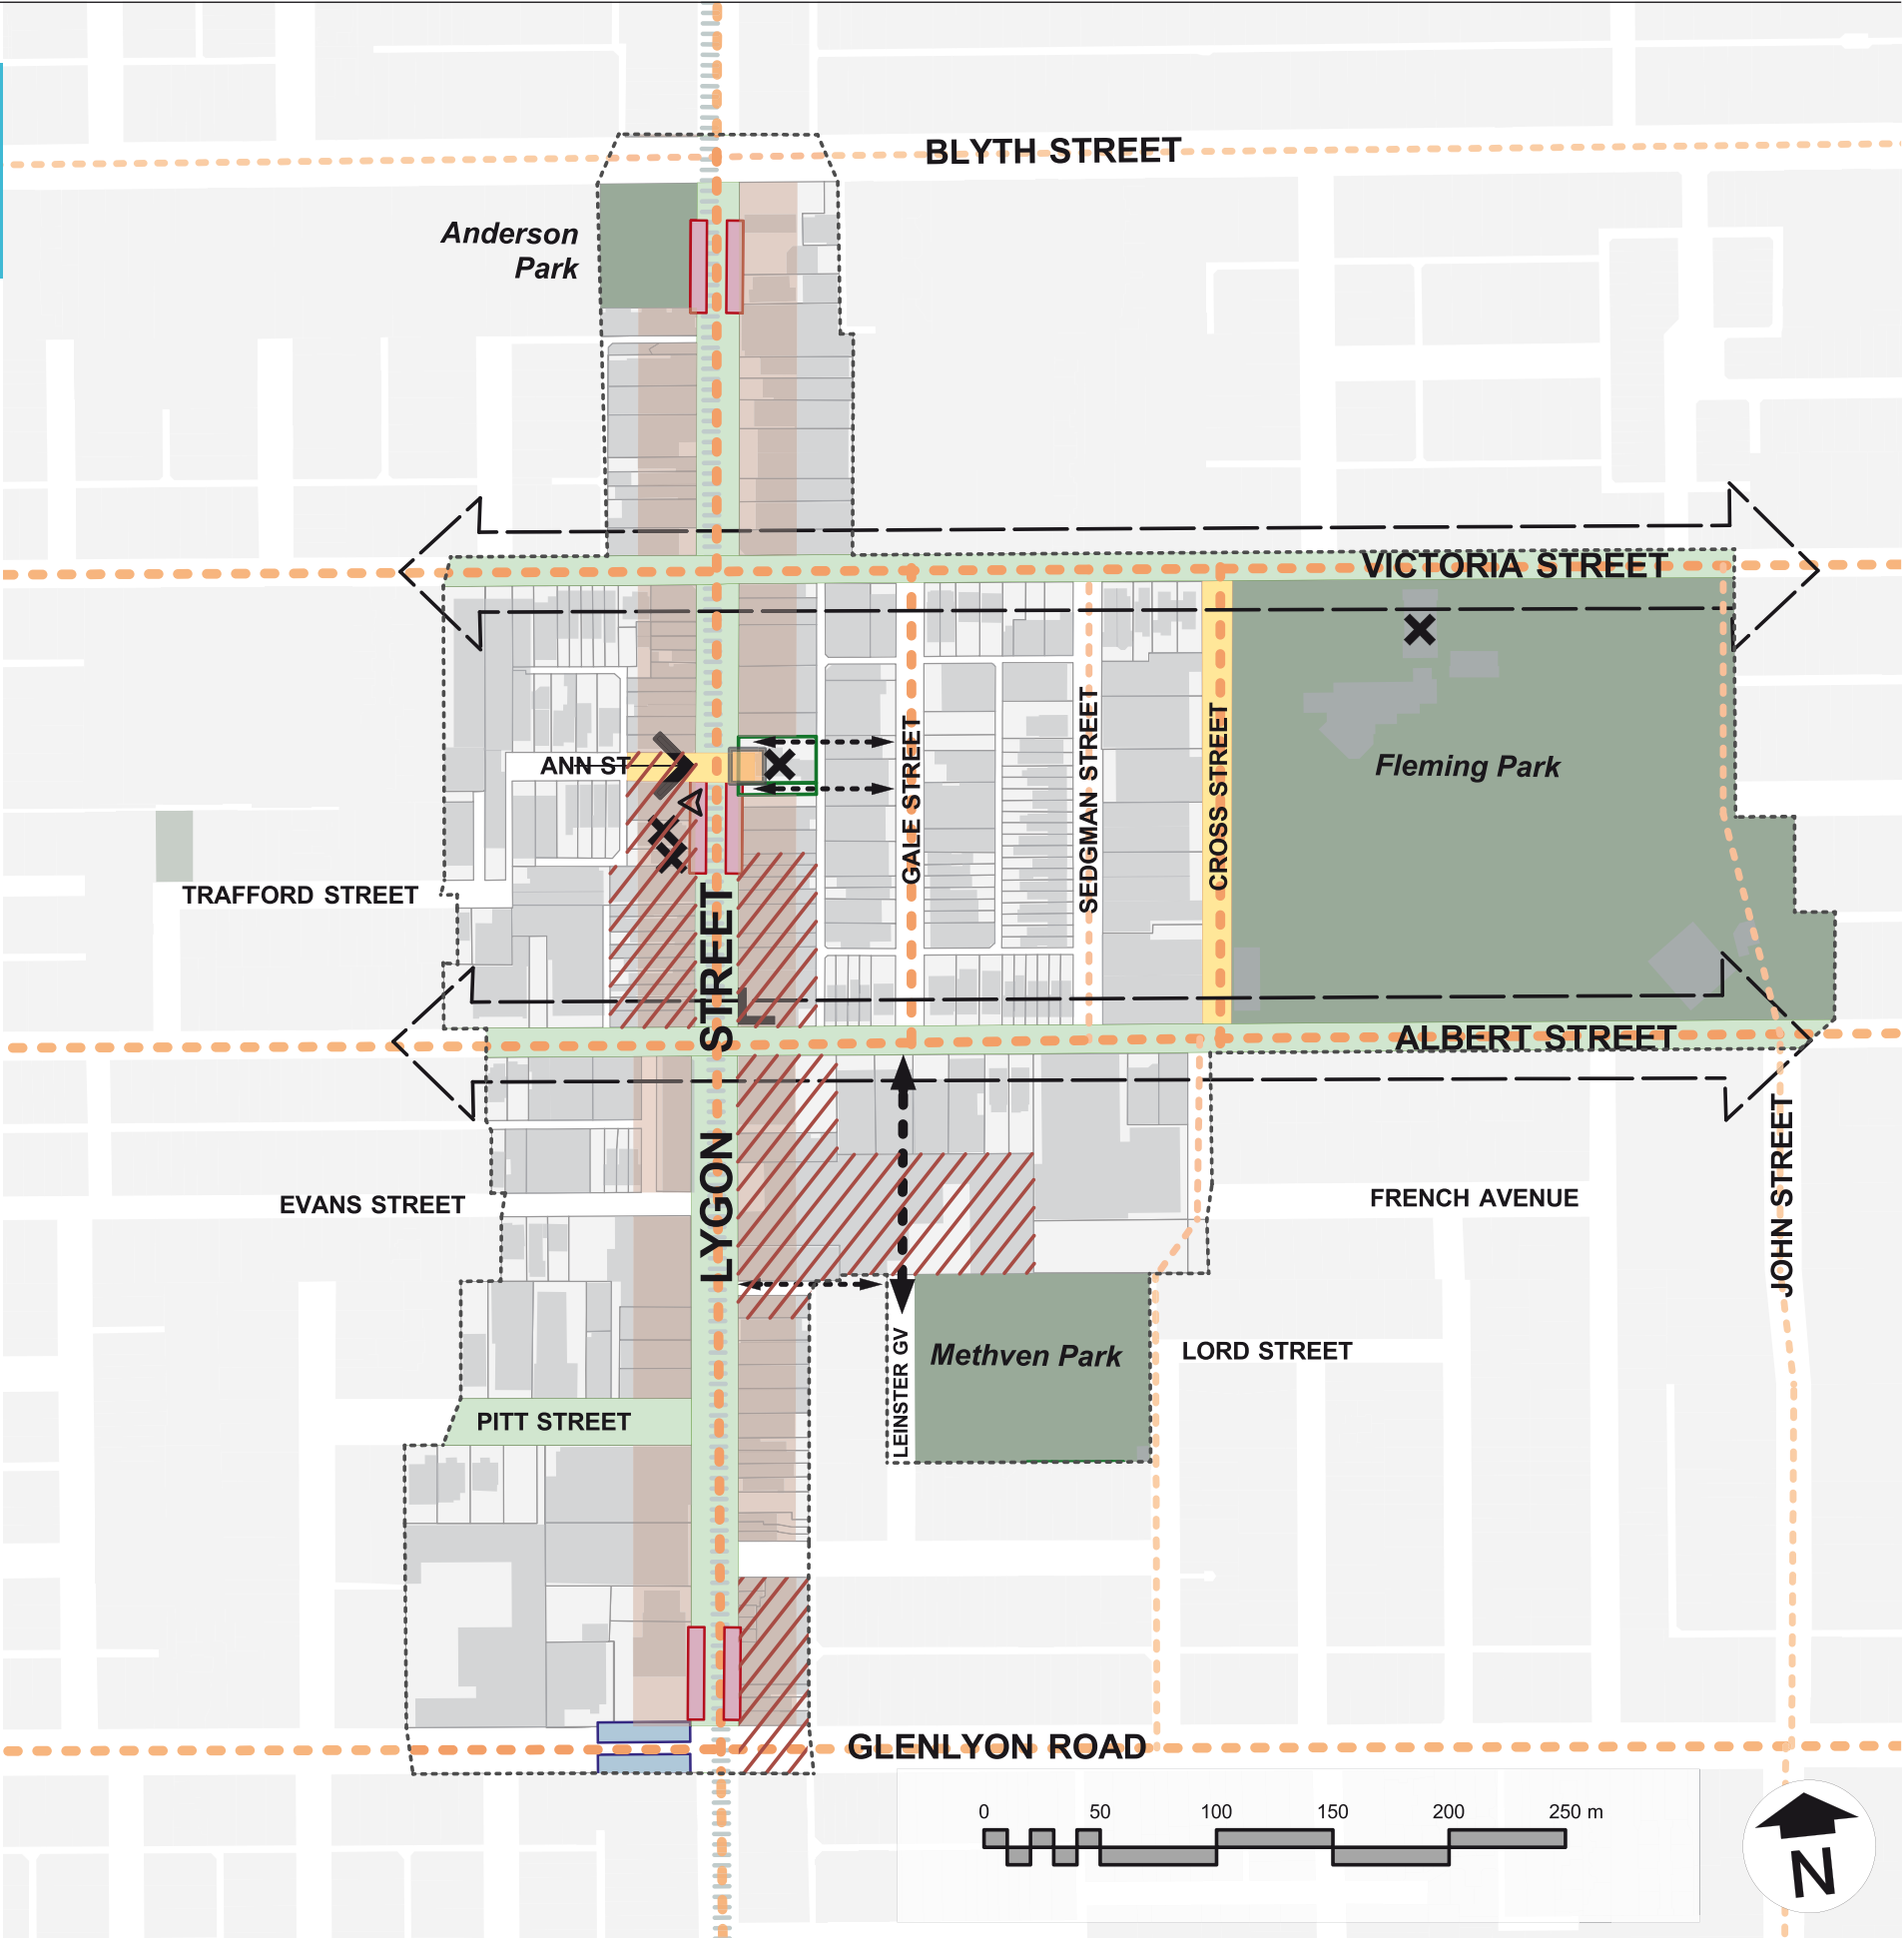 BLYTH STREET
Anderson
Park
VICTORIA STREET
ANN ST
GALE STREET
SEDGMAN STREET
CROSS STREET
Fleming Park
TRAFFORD STREET
LYGON STREET
ALBERT STREET
EVANS STREET
FRENCH AVENUE
JOHN STREET
LEINSTER GV
Methven Park
LORD STREET
PITT STREET
GLENLYON ROAD
0 50 100 150 200 250 m
N